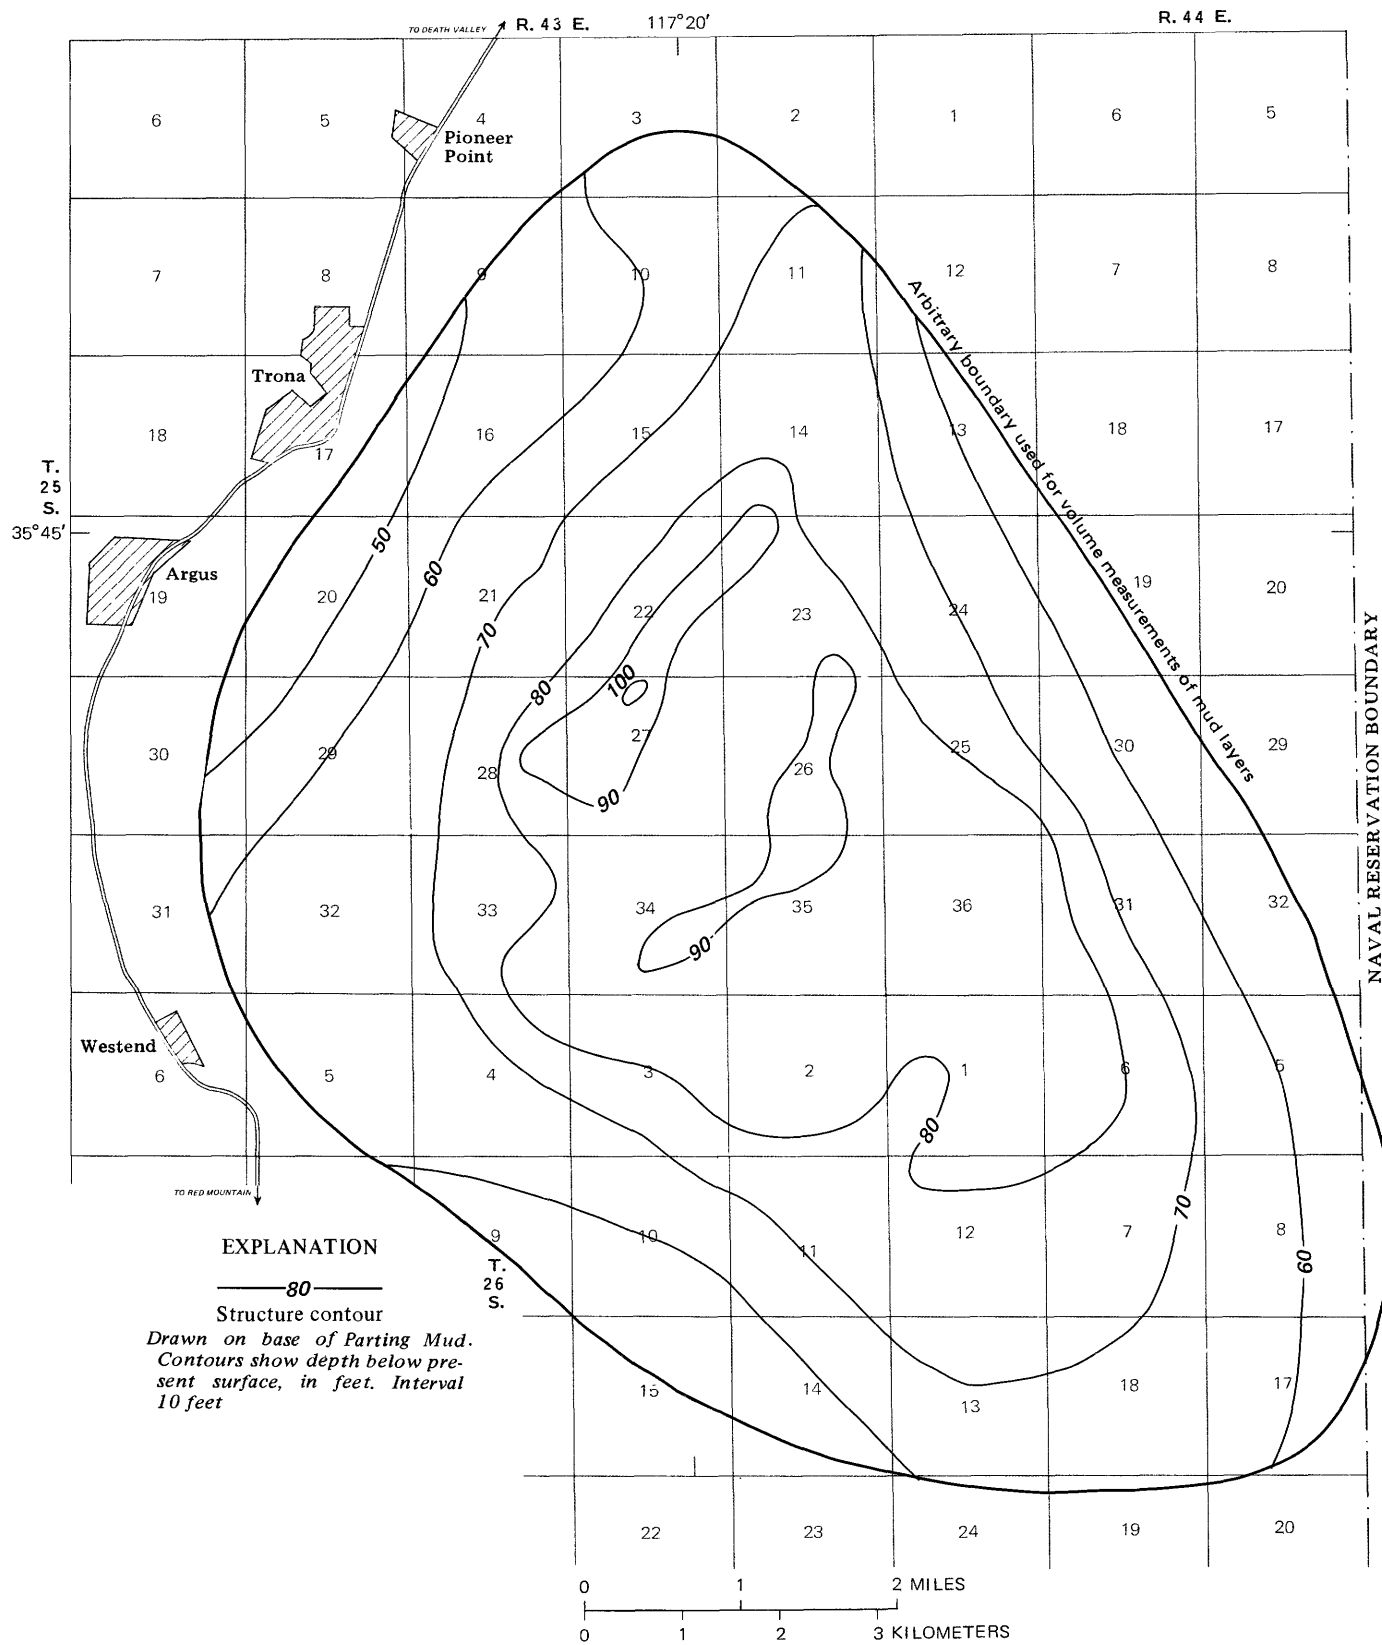 TO DEATH VALLEY R. 43 E. 117°20′ R. 44 E.
6 5 4 3 2 1 6 5
Pioneer
Point
7 8 9 10 11 12 7 8
Arbitrary boundary used for volume measurements of mud layers
Trona
18 17 16 15 14 13 18 17
T.
25
S.
35°45′
50
60
Argus
19 20 21 22 23 24 19 20
70
80
100
NAVAL RESERVATION BOUNDARY
30 29 28 27 26 25 30 29
90
31 32 33 34 35 36 31 32
90
Westend
6 5 4 3 2 1 6 5
80
TO RED MOUNTAIN
70
9 10 11 12 7 8
60
T.
26
S.
EXPLANATION
80
Structure contour
Drawn on base of Parting Mud.
Contours show depth below pre-
sent surface, in feet. Interval
10 feet
15 14 13 18 17
22 23 24 19 20
0 1 2 MILES
0 1 2 3 KILOMETERS